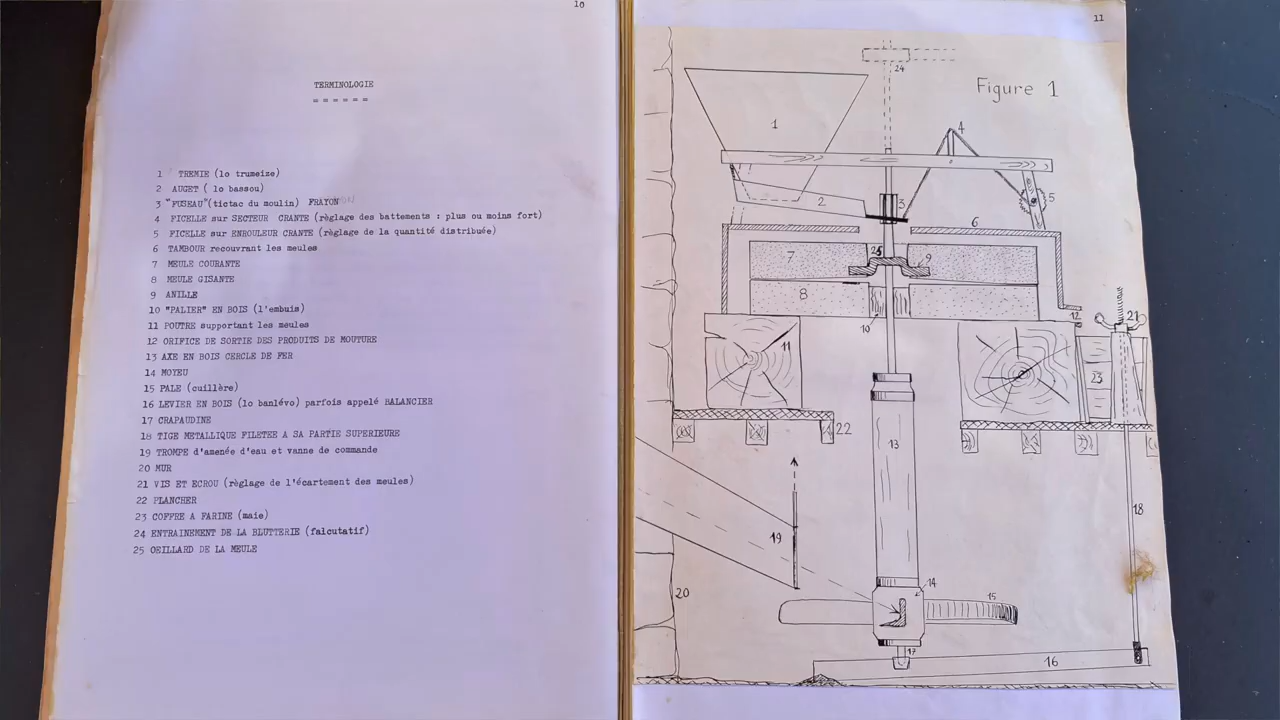 10
TERMINOLOGIE
= = = = = =
1 TREMIE (lo trumeize)
2 AUGET ( lo bassou)
3 "FUSEAU"(tictac du moulin) FRAYON
4 FICELLE sur SECTEUR CRANTE (règlage des battements : plus ou moins fort)
5 FICELLE sur ENROULEUR CRANTE (règlage de la quantité distribuée)
6 TAMBOUR recouvrant les meules
7 MEULE COURANTE
8 MEULE GISANTE
9 ANILLE
10 "PALIER" EN BOIS (l'embuis)
11 POUTRE supportant les meules
12 ORIFICE DE SORTIE DES PRODUITS DE MOUTURE
13 AXE EN BOIS CERCLE DE FER
14 MOYEU
15 PALE (cuillère)
16 LEVIER EN BOIS (lo banlévo) parfois appelé BALANCIER
17 CRAPAUDINE
18 TIGE METALLIQUE FILETEE A SA PARTIE SUPERIEURE
19 TROMPE d'amenée d'eau et vanne de commande
20 MUR
21 VIS ET ECROU (règlage de l'écartement des meules)
22 PLANCHER
23 COFFRE A FARINE (maie)
24 ENTRAINEMENT DE LA BLUTTERIE (falcutatif)
25 OEILLARD DE LA MEULE
11
Figure 1
24
1
4
2
3
5
6
7
25
9
8
10
12
21
11
23
22
13
18
19
14
20
15
17
16